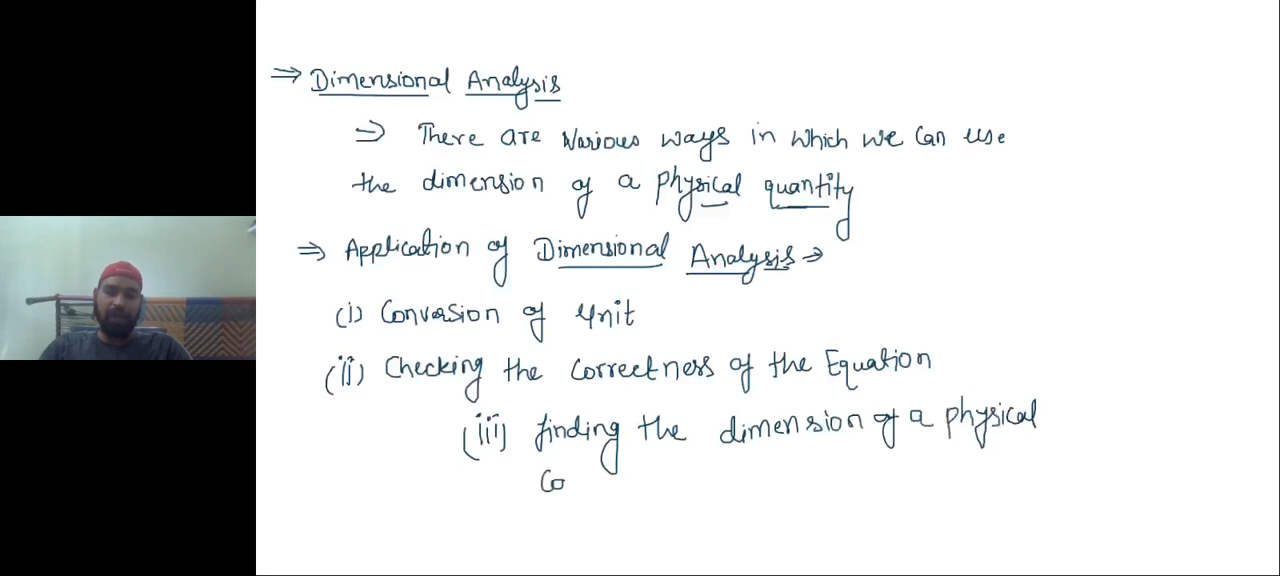 ⇒ Dimensional Analysis
⇒ There are Various ways in which we can use
the dimension of a physical quantity
⇒ Application of Dimensional Analysis →
(i) Convasion of Unit
(ii) Checking the Correctness of the Equation
(iii) finding the dimension of a physical
Co